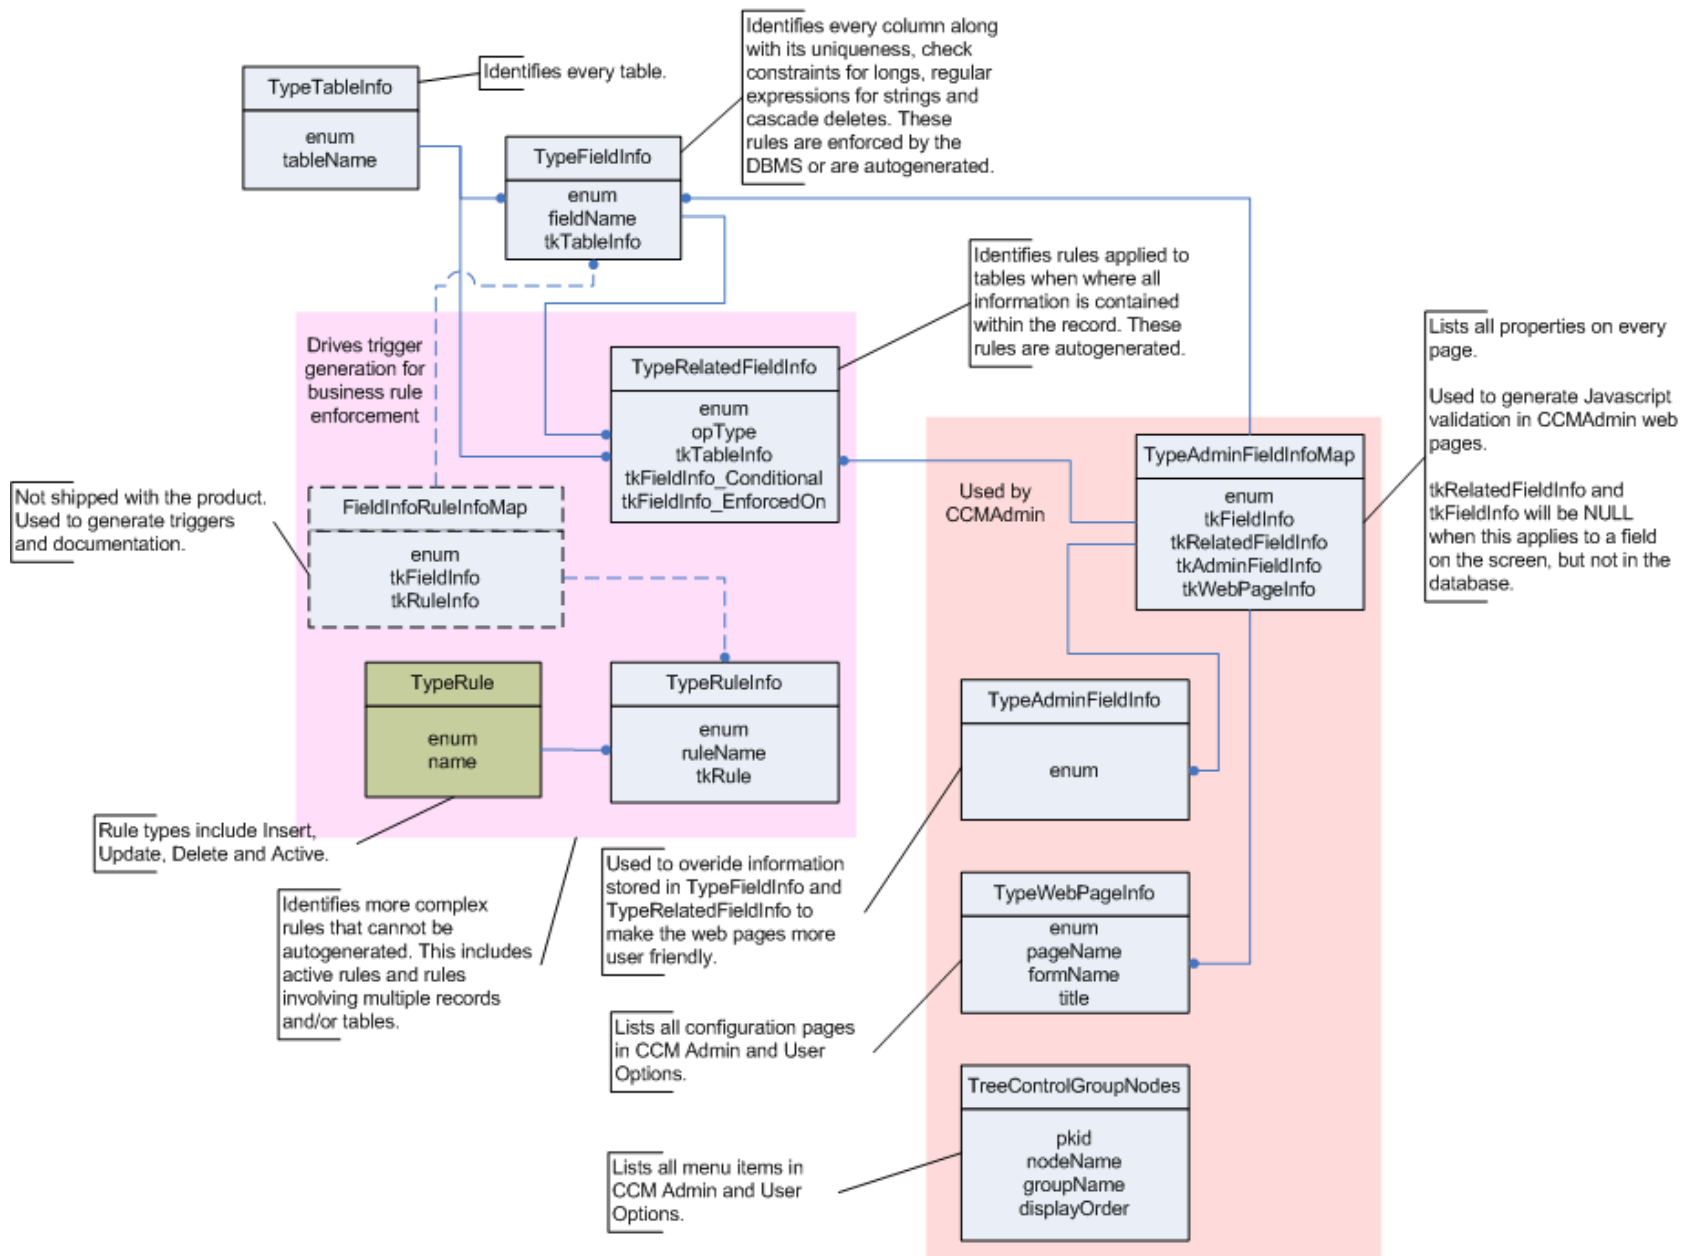 Identifies every column along
with its uniqueness, check
constraints for longs, regular
expressions for strings and
cascade deletes. These
rules are enforced by the
DBMS or are autogenerated.
Identifies every table.
TypeTableInfo
enum
tableName
TypeFieldInfo
enum
fieldName
tkTableInfo
Identifies rules applied to
tables when where all
information is contained
within the record. These
rules are autogenerated.
Drives trigger
generation for
business rule
enforcement
TypeRelatedFieldInfo
enum
opType
tkTableInfo
tkFieldInfo_Conditional
tkFieldInfo_EnforcedOn
Lists all properties on every
page.
Used to generate Javascript
validation in CCMAdmin web
pages.
tkRelatedFieldInfo and
tkFieldInfo will be NULL
when this applies to a field
on the screen, but not in the
database.
Used by
CCMAdmin
TypeAdminFieldInfoMap
enum
tkFieldInfo
tkRelatedFieldInfo
tkAdminFieldInfo
tkWebPageInfo
Not shipped with the product.
Used to generate triggers
and documentation.
FieldInfoRuleInfoMap
enum
tkFieldInfo
tkRuleInfo
TypeRule
enum
name
TypeRuleInfo
enum
ruleName
tkRule
TypeAdminFieldInfo
enum
Rule types include Insert,
Update, Delete and Active.
Identifies more complex
rules that cannot be
autogenerated. This includes
active rules and rules
involving multiple records
and/or tables.
Used to overide information
stored in TypeFieldInfo and
TypeRelatedFieldInfo to
make the web pages more
user friendly.
TypeWebPageInfo
enum
pageName
formName
title
Lists all configuration pages
in CCM Admin and User
Options.
TreeControlGroupNodes
pkid
nodeName
groupName
displayOrder
Lists all menu items in
CCM Admin and User
Options.